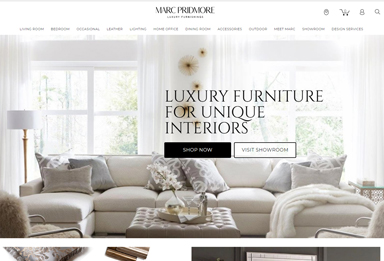 MARC PRIDMORE
LUXURY FURNISHINGS
LIVING ROOM BEDROOM OCCASIONAL LEATHER LIGHTING HOME OFFICE DINING ROOM ACCESSORIES OUTDOOR MEET MARC SHOWROOM DESIGN SERVICES
LUXURY FURNITURE
FOR UNIQUE
INTERIORS
SHOP NOW VISIT SHOWROOM